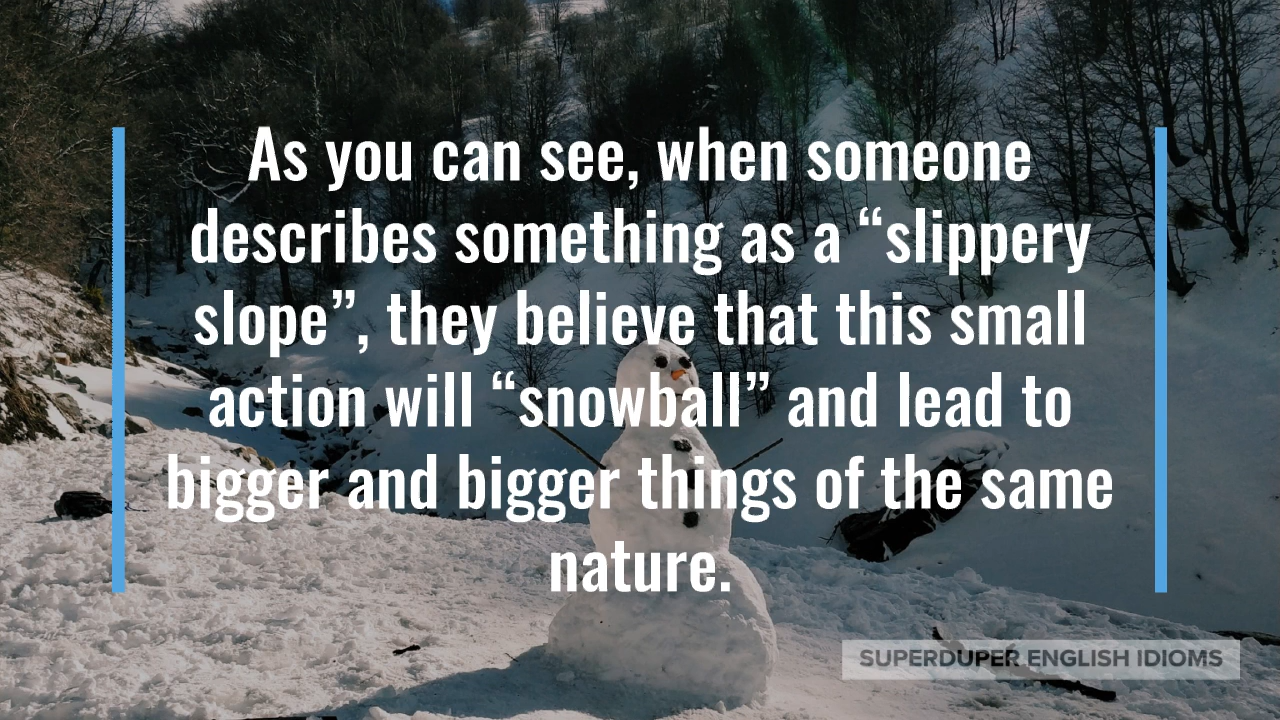 As you can see, when someone
describes something as a “slippery
slope”, they believe that this small
action will “snowball” and lead to
bigger and bigger things of the same
nature.
SUPERDUPER ENGLISH IDIOMS